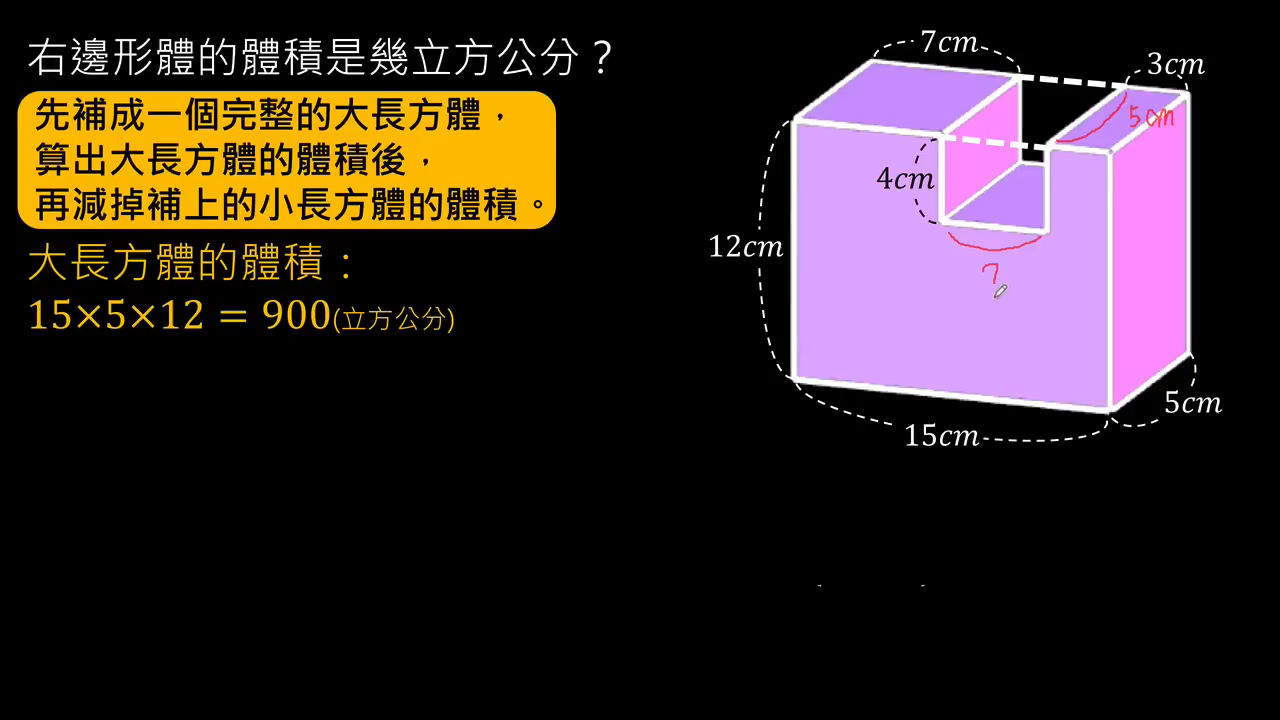 右邊形體的體積是幾立方公分？
先補成一個完整的大長方體，
算出大長方體的體積後，
再減掉補上的小長方體的體積。
大長方體的體積：
15×5×12 = 900(立方公分)
7cm
3cm
5cm
4cm
12cm
?
5cm
15cm